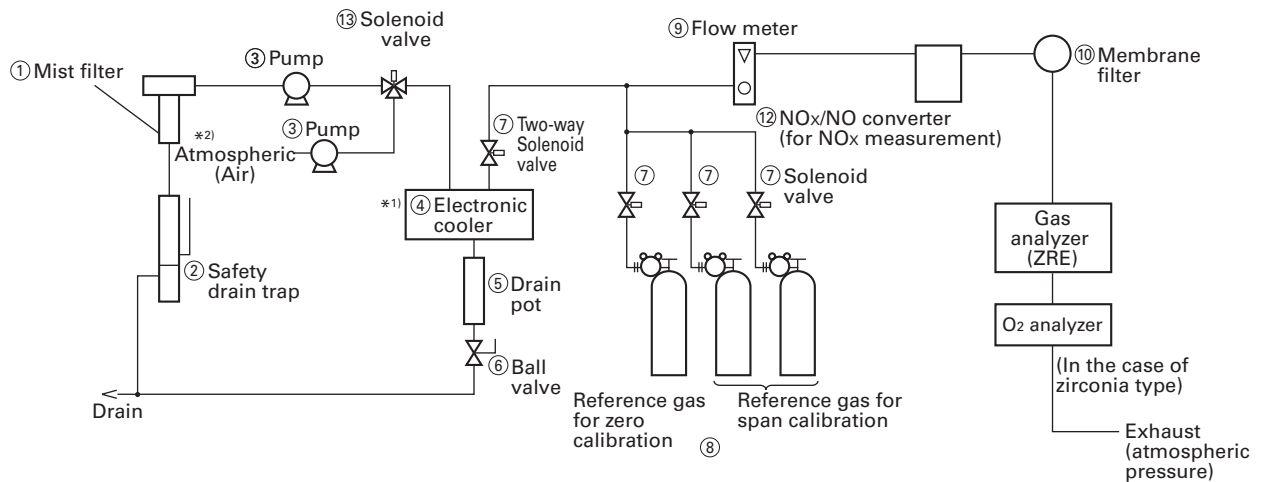 ⑬ Solenoid
valve
① Mist filter
③ Pump
*2)
Atmospheric
(Air)
③ Pump
⑦ Two-way
Solenoid
valve
*1)
④ Electronic
cooler
② Safety
drain trap
⑤ Drain
pot
⑥ Ball
valve
Drain
⑨ Flow meter
⑫ NOx/NO converter
(for NOx measurement)
⑩ Membrane
filter
⑦
⑦
⑦ Solenoid
valve
Reference gas
for zero
calibration
Reference gas for
span calibration
⑧
Gas
analyzer
(ZRE)
O2 analyzer
(In the case of
zirconia type)
Exhaust
(atmospheric
pressure)